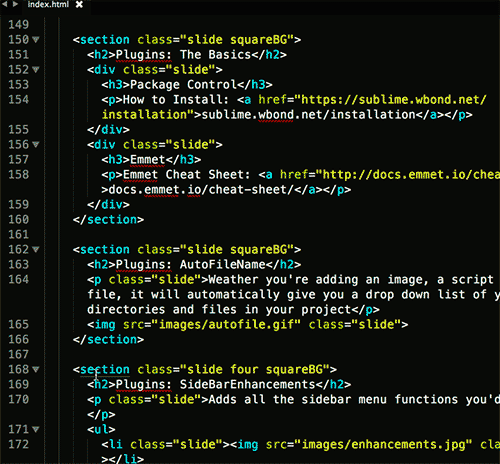 index.html
149
150 <section class="slide squareBG">
151 <h2>Plugins: The Basics</h2>
152 <div class="slide">
153 <h3>Package Control</h3>
154 <p>How to Install: <a href="https://sublime.wbond.net/
installation">sublime.wbond.net/installation</a></p>
155 </div>
156 <div class="slide">
157 <h3>Emmet</h3>
158 <p>Emmet Cheat Sheet: <a href="http://docs.emmet.io/chea
>docs.emmet.io/cheat-sheet/</a></p>
159 </div>
160 </section>
161
162 <section class="slide squareBG">
163 <h2>Plugins: AutoFileName</h2>
164 <p class="slide">Weather you're adding an image, a script
file, it will automatically give you a drop down list of y
directories and files in your project</p>
165 <img src="images/autofile.gif" class="slide">
166 </section>
167
168 <section class="slide four squareBG">
169 <h2>Plugins: SideBarEnhancements</h2>
170 <p class="slide">Adds all the sidebar menu functions you'd
</p>
171 <ul>
172 <li class="slide"><img src="images/enhancements.jpg" clas
></li>